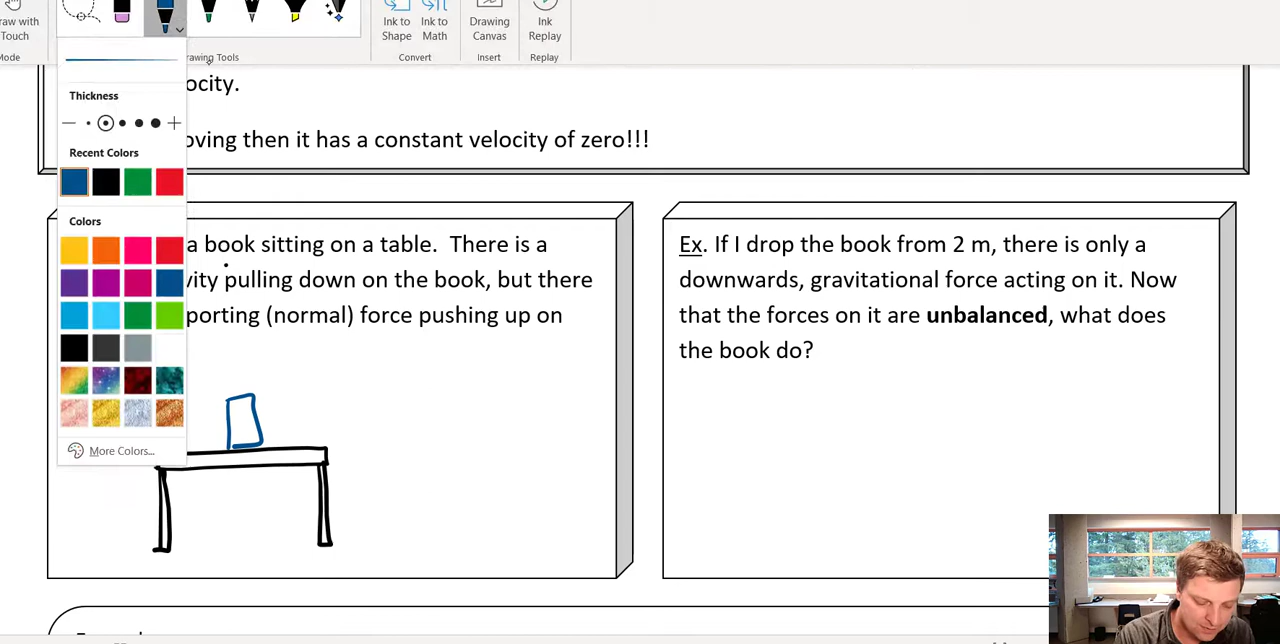 raw with
Touch
Mode
Ink to
Shape
Ink to
Math
Drawing
Canvas
Ink
Replay
rawing Tools
Convert
Insert
Replay
Thickness
Recent Colors
Colors
More Colors...
ocity.
oving then it has a constant velocity of zero!!!
a book sitting on a table. There is a
vity pulling down on the book, but there
porting (normal) force pushing up on
Ex. If I drop the book from 2 m, there is only a
downwards, gravitational force acting on it. Now
that the forces on it are unbalanced, what does
the book do?